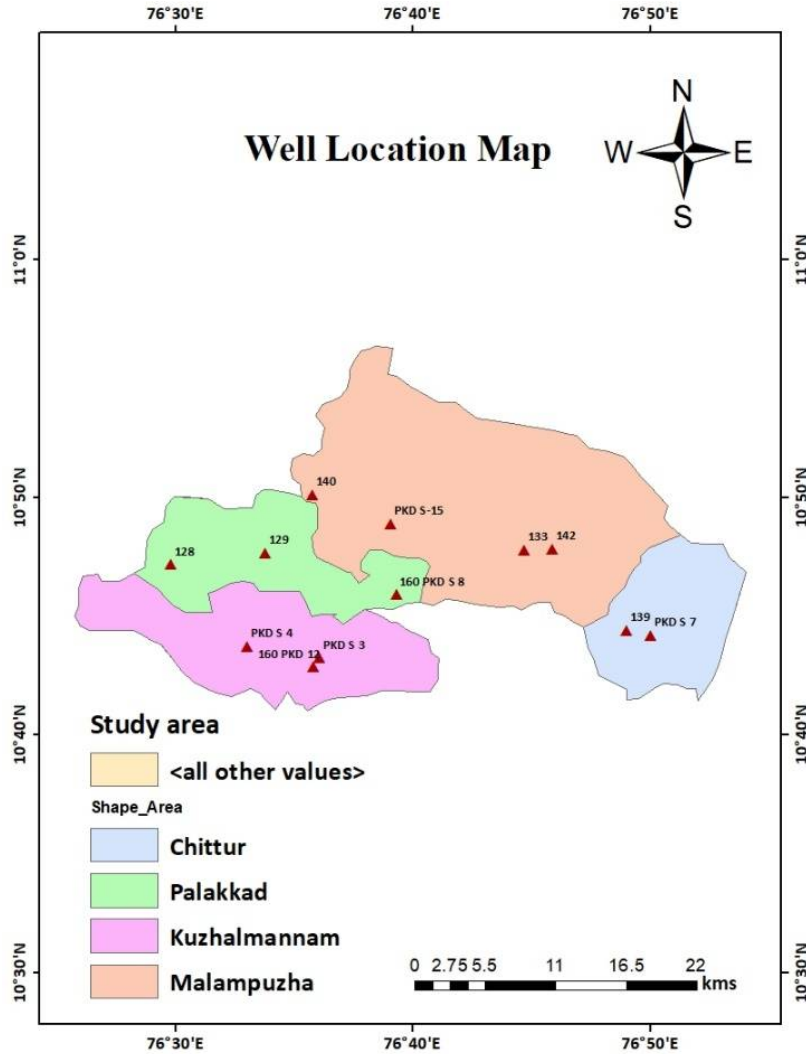 76°30'E 76°40'E 76°50'E
N
Well Location Map W E
S
11°0'N 11°0'N
10°50'N 10°50'N
140
PKD S-15
133 142
129
128
160 PKD S 8
139 PKD S 7
PKD S 4 PKD S 3
160 PKD 12
10°40'N 10°40'N
Study area
<all other values>
Shape_Area
Chittur
Palakkad
Kuzhalmannam
Malampuzha
0 2.75 5.5 11 16.5 22
kms
10°30'N 10°30'N
76°30'E 76°40'E 76°50'E